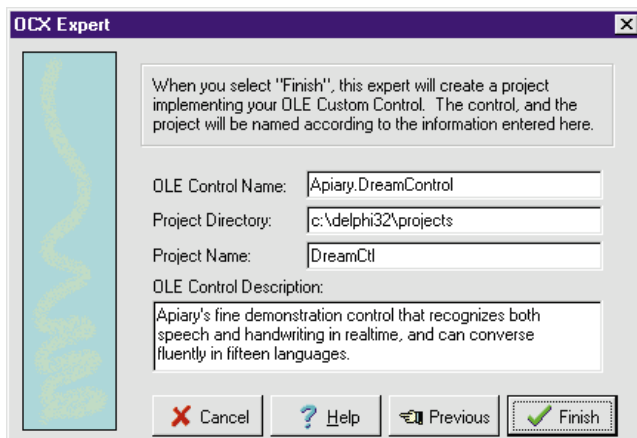 OCX Expert
When you select "Finish", this expert will create a project
implementing your OLE Custom Control. The control, and the
project will be named according to the information entered here.
OLE Control Name: Apiary.DreamControl
Project Directory: c:\delphi32\projects
Project Name: DreamCtl
OLE Control Description:
Apiary's fine demonstration control that recognizes both
speech and handwriting in realtime, and can converse
fluently in fifteen languages.
Cancel Help Previous Finish